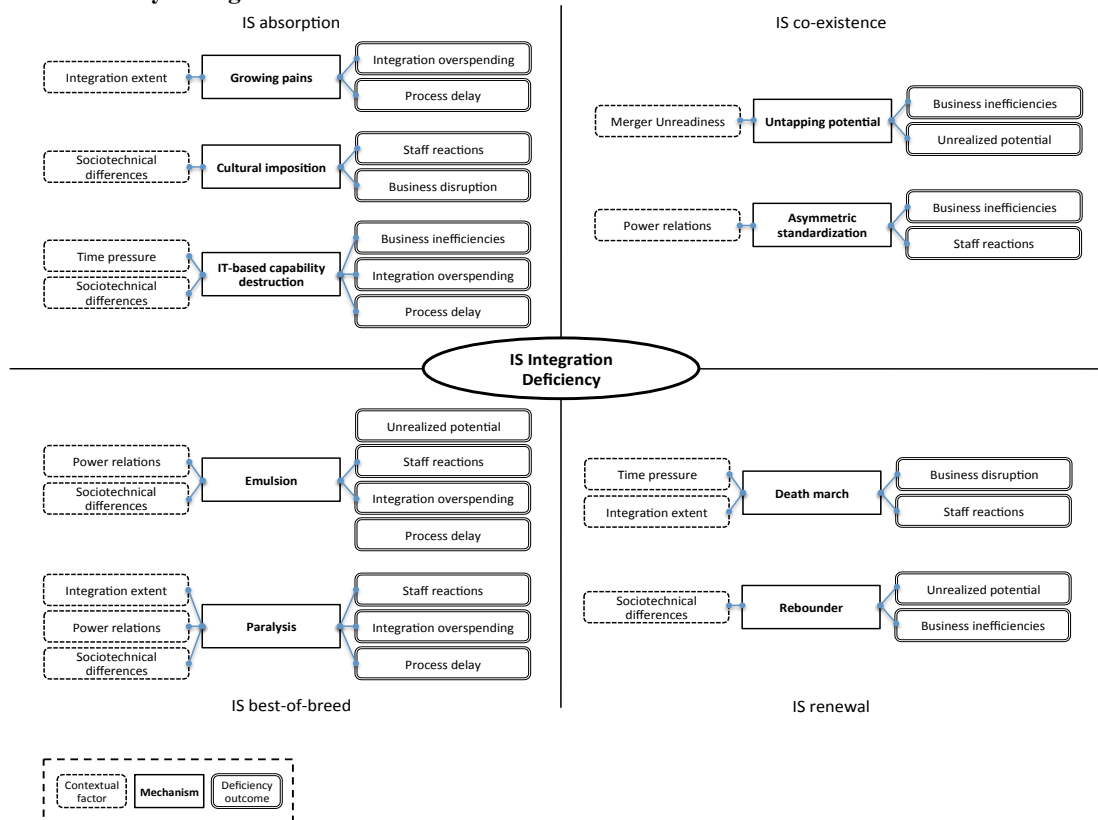 IS absorption
Integration extent
Growing pains
Integration overspending
Process delay
Sociotechnical
differences
Cultural imposition
Staff reactions
Business disruption
Time pressure
Sociotechnical
differences
IT-based capability
destruction
Business inefficiencies
Integration overspending
Process delay
IS co-existence
Merger Unreadiness
Untapping potential
Business inefficiencies
Unrealized potential
Power relations
Asymmetric
standardization
Business inefficiencies
Staff reactions
IS Integration
Deficiency
Power relations
Sociotechnical
differences
Emulsion
Unrealized potential
Staff reactions
Integration overspending
Process delay
Integration extent
Power relations
Sociotechnical
differences
Paralysis
Staff reactions
Integration overspending
Process delay
IS best-of-breed
Time pressure
Integration extent
Death march
Business disruption
Staff reactions
Sociotechnical
differences
Rebounder
Unrealized potential
Business inefficiencies
IS renewal
Contextual
factor
Mechanism
Deficiency
outcome